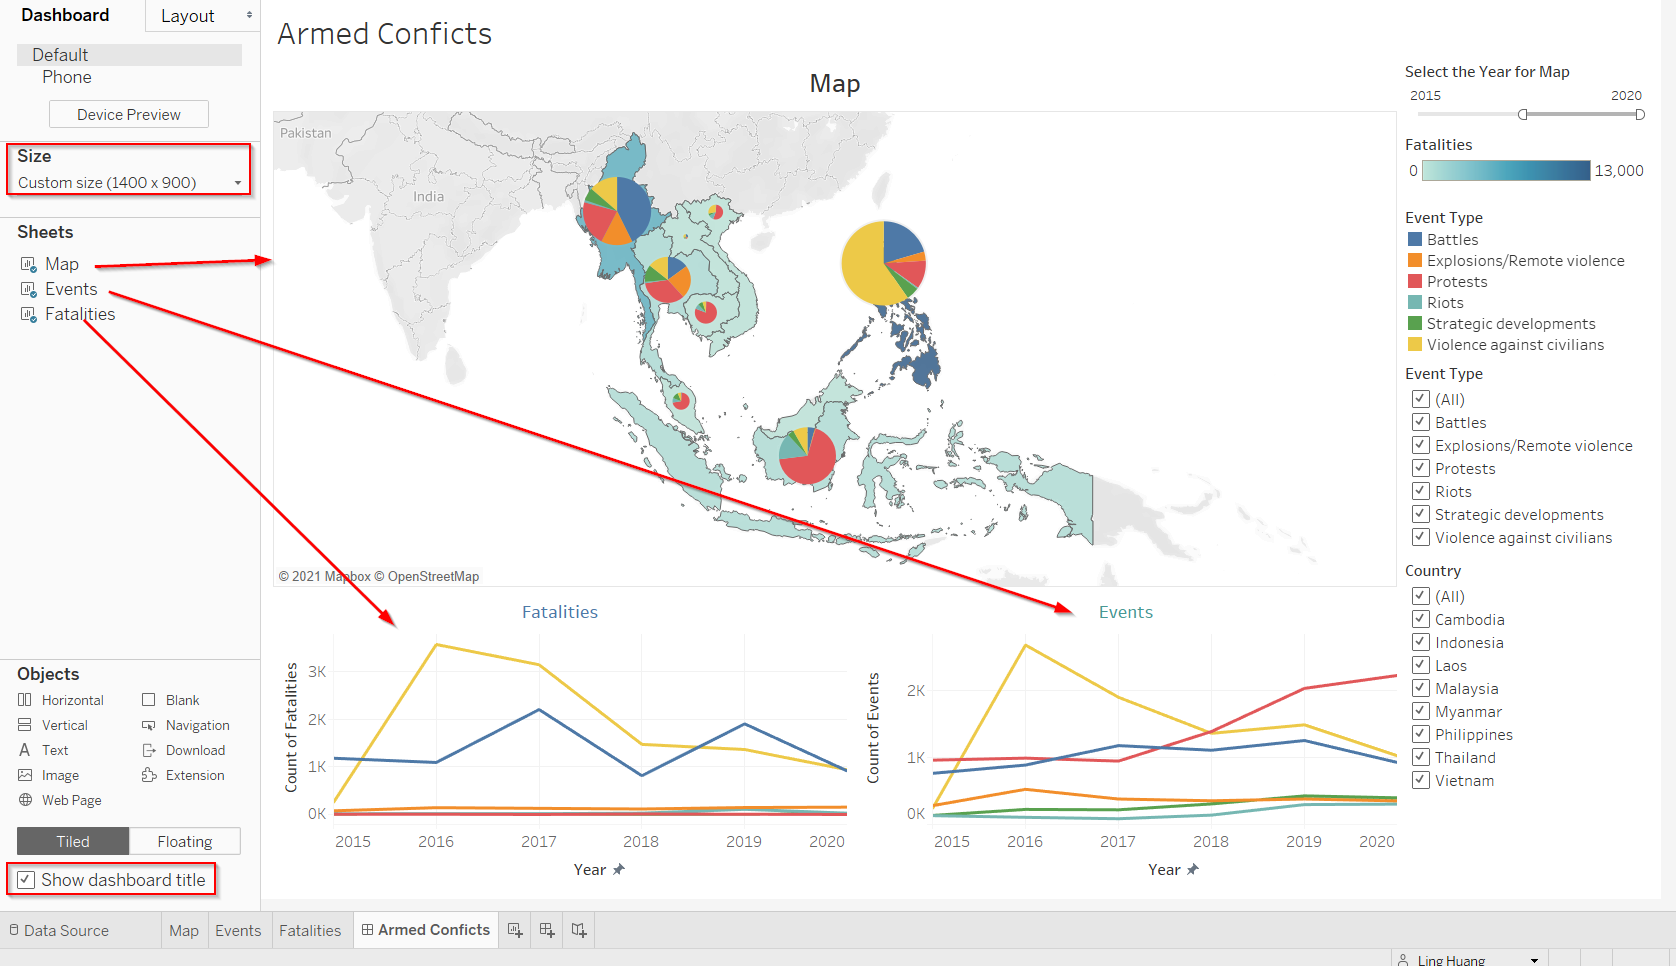 Dashboard
Layout
Default
Phone
Device Preview
Size
Custom size (1400 x 900)
Sheets
Map
Events
Fatalities
Objects
Horizontal
Blank
Vertical
Navigation
Text
Download
Image
Extension
Web Page
Tiled
Floating
Show dashboard title
Armed Conficts
Map
Pakistan
India
© 2021 Mapbox © OpenStreetMap
Fatalities
Count of Fatalities
3K
2K
1K
0K
2015 2016 2017 2018 2019 2020
Year
Events
Count of Events
2K
1K
0K
2015 2016 2017 2018 2019 2020
Year
Select the Year for Map
2015 2020
Fatalities
0 13,000
Event Type
Battles
Explosions/Remote violence
Protests
Riots
Strategic developments
Violence against civilians
Event Type
(All)
Battles
Explosions/Remote violence
Protests
Riots
Strategic developments
Violence against civilians
Country
(All)
Cambodia
Indonesia
Laos
Malaysia
Myanmar
Philippines
Thailand
Vietnam
Data Source
Map
Events
Fatalities
Armed Conficts
Ling Huang